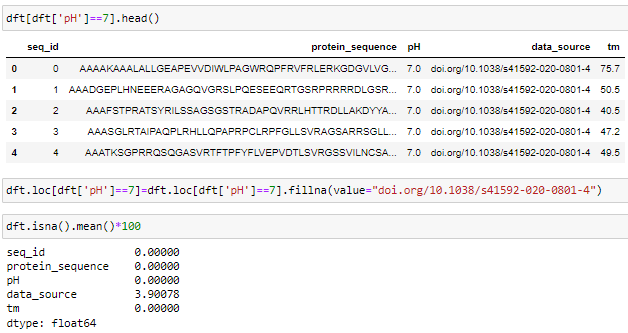 dft[dft['pH']==7].head()
seq_id protein_sequence pH data_source tm
0 0 AAAAKAAALALLGEAPEVVDIWLPAGWRQPFRVFRLERKGDGVLVG... 7.0 doi.org/10.1038/s41592-020-0801-4 75.7
1 1 AAADGEPLHNEEERAGAGQVGRSLPQESEEQRTGSRPRRRRDLGSR... 7.0 doi.org/10.1038/s41592-020-0801-4 50.5
2 2 AAAFSTPRATSYRILSSAGSGSTRADAPQVRRLHTTRDLLAKDYYA... 7.0 doi.org/10.1038/s41592-020-0801-4 40.5
3 3 AAASGLRTAIPAQPLRHLLQPAPRPCLRPFGLLSVRAGSARRSGLL... 7.0 doi.org/10.1038/s41592-020-0801-4 47.2
4 4 AAATKSGPRRQSQGASVRTFTPFYFLVEPVDTLSVRGSSVILNCSA... 7.0 doi.org/10.1038/s41592-020-0801-4 49.5
dft.loc[dft['pH']==7]=dft.loc[dft['pH']==7].fillna(value="doi.org/10.1038/s41592-020-0801-4")
dft.isna().mean()*100
seq_id 0.00000
protein_sequence 0.00000
pH 0.00000
data_source 3.90078
tm 0.00000
dtype: float64